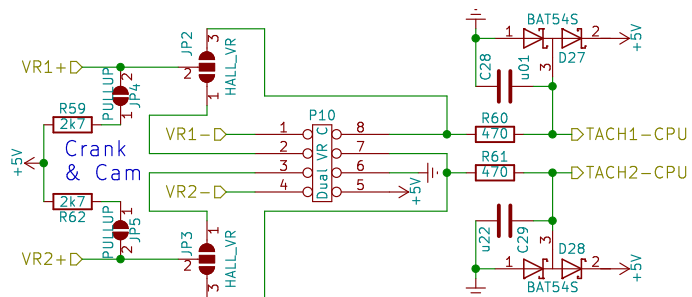 BAT54S
1
2
+5V
D27
3
C28
u01
JP2
3
HALL_VR
2
1
VR1+
PULLUP
2
1
JP4
R59
2k7
P10
Dual VR C
VR1-
1
8
R60
470
TACH1-CPU
2
7
Crank
& Cam
+5V
3
6
R61
470
TACH2-CPU
VR2-
4
5
+5V
R62
2k7
PULLUP
1
2
JP5
VR2+
JP3
1
HALL_VR
2
3
u22
C29
3
D28
1
2
+5V
BAT54S